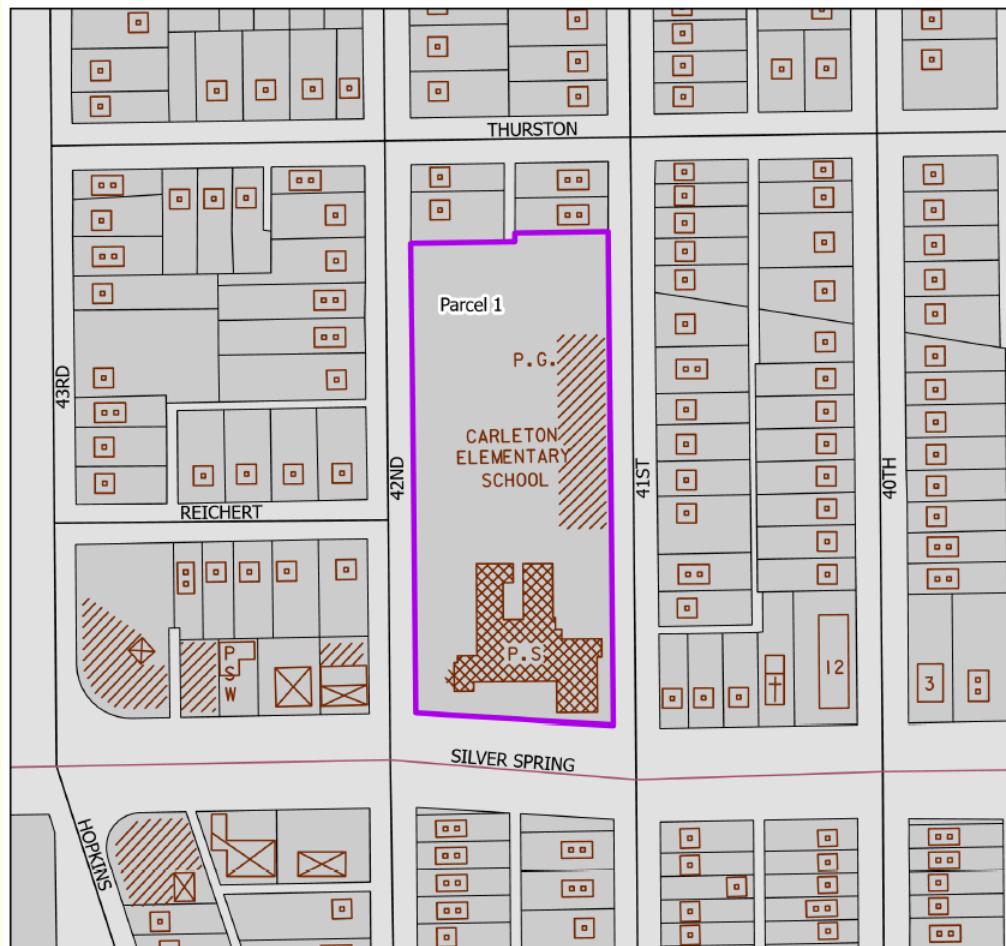 THURSTON
Parcel 1
P.G.
43RD
42ND
CARLETON
ELEMENTARY
SCHOOL
41ST
40TH
REICHERT
P
S
W
P.S
12
3
SILVER SPRING
HOPKINS